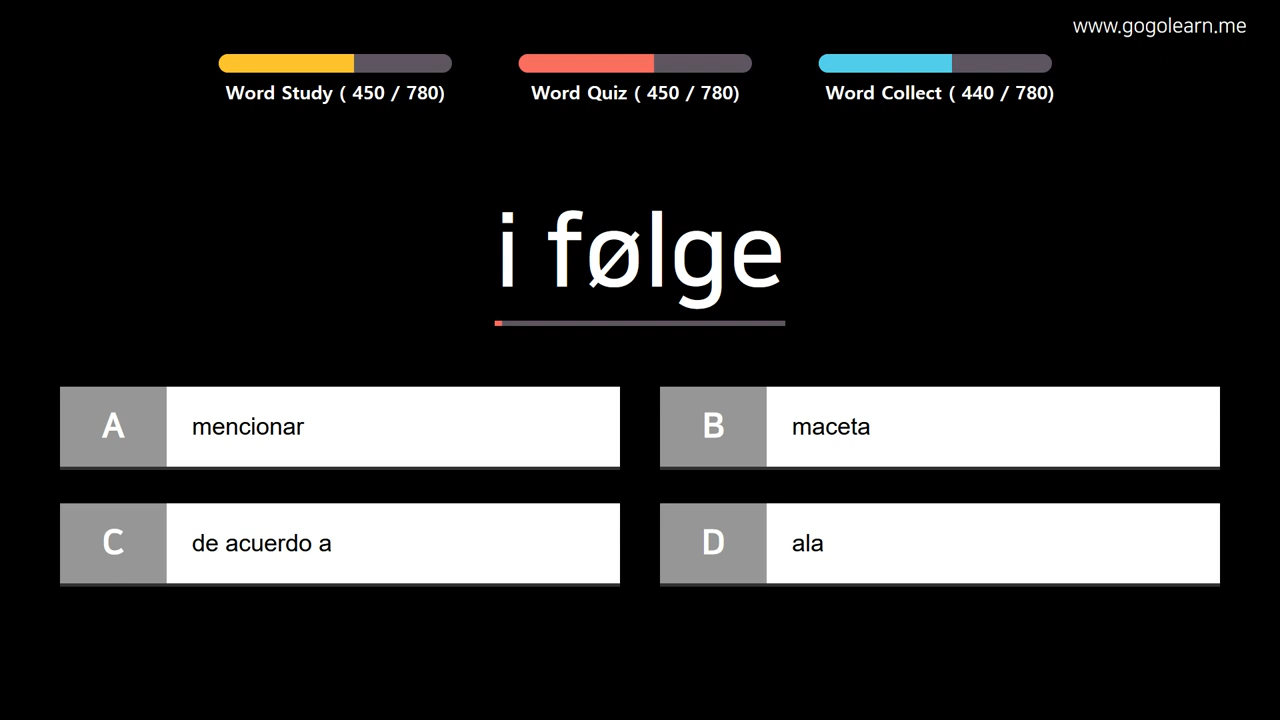 www.gogolearn.me
Word Study ( 450 / 780)
Word Quiz ( 450 / 780)
Word Collect ( 440 / 780)
i følge
A mencionar
B maceta
C de acuerdo a
D ala